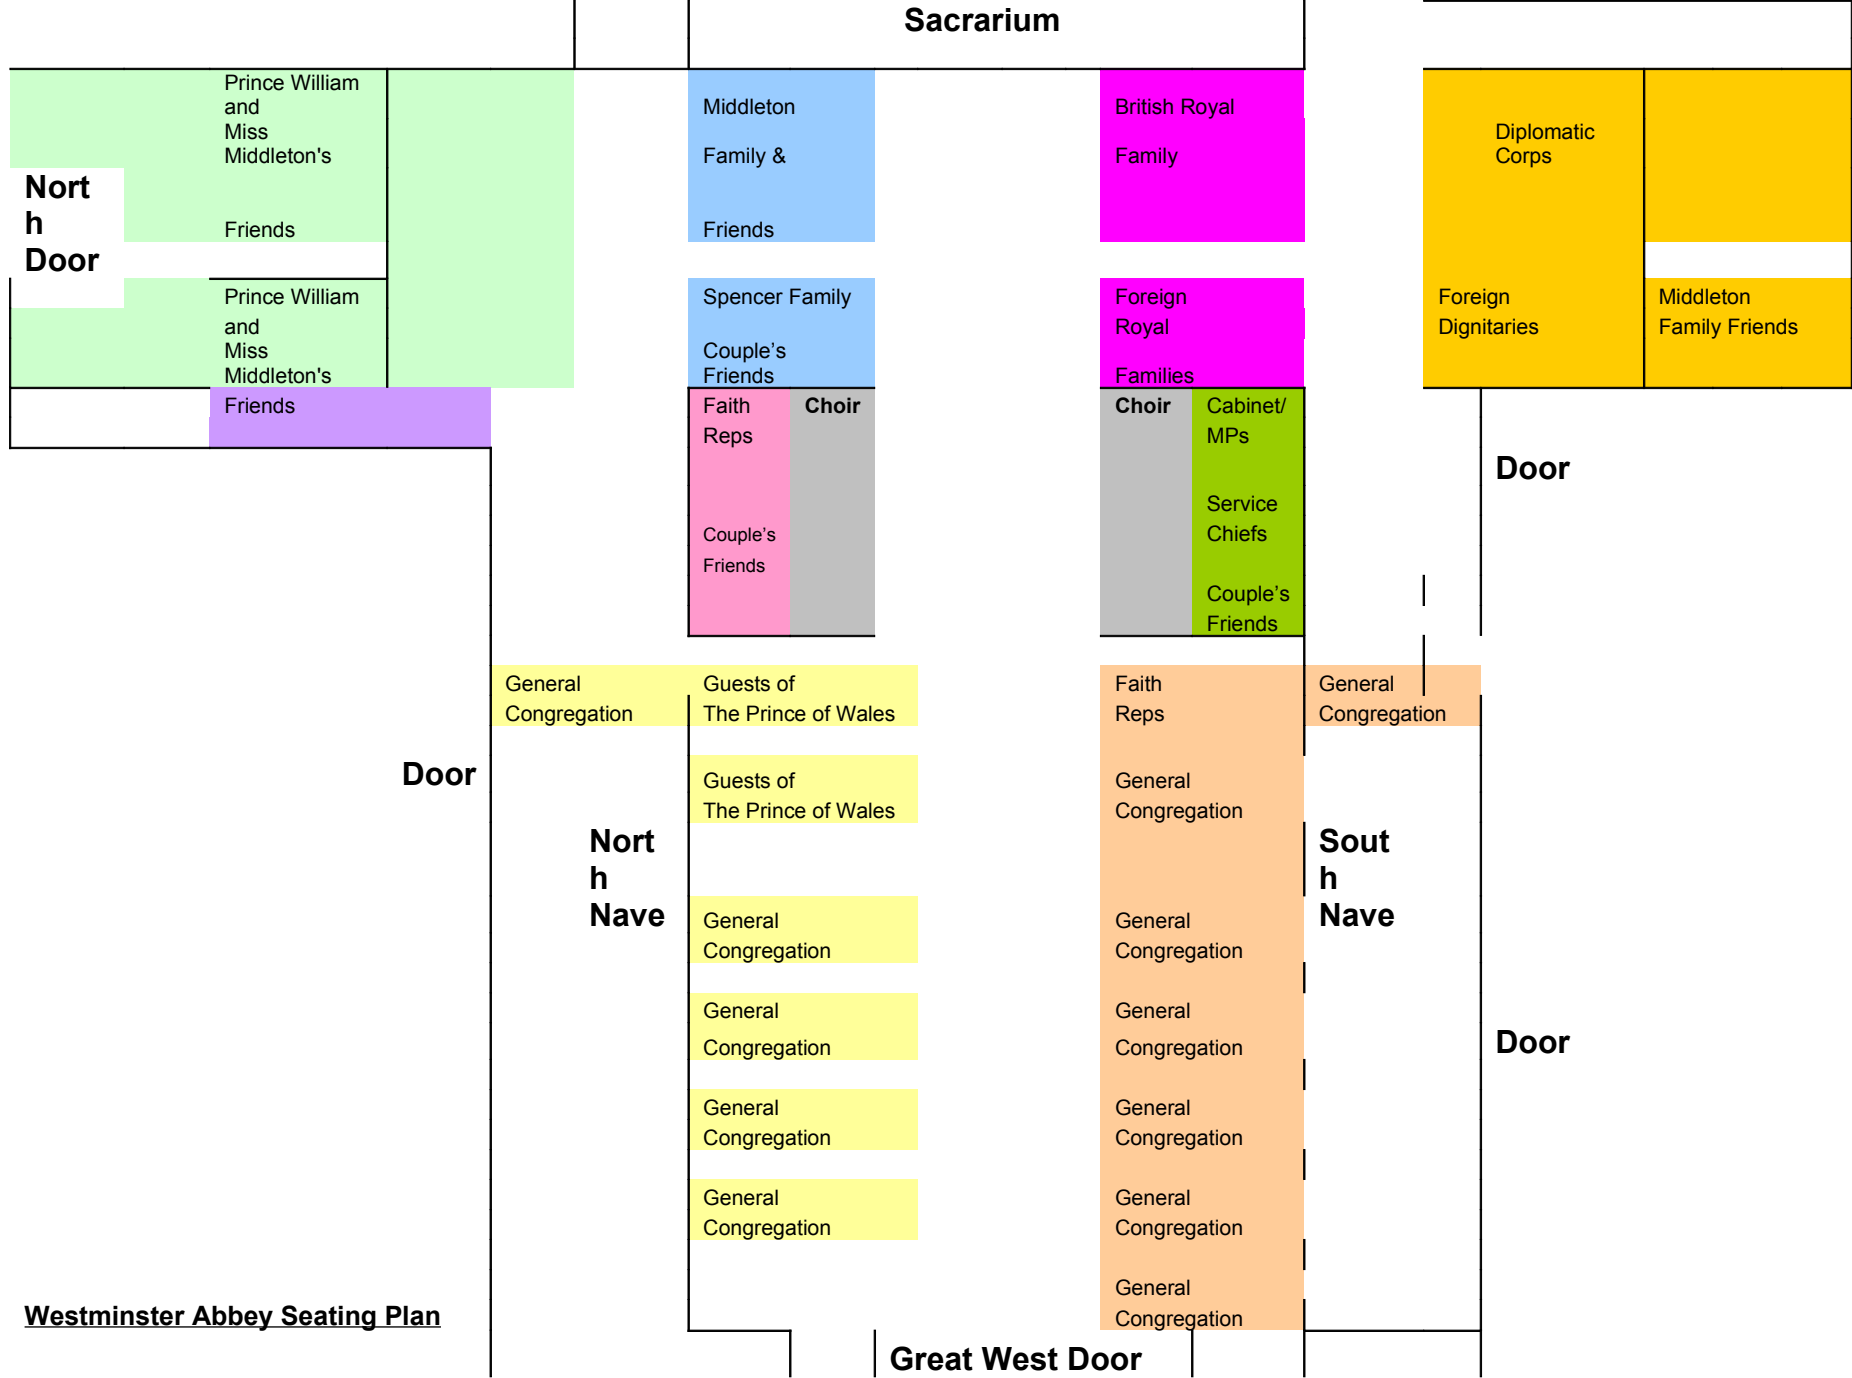 Sacrarium
Prince William
and
Miss
Middleton's
Friends
Middleton
Family &
Friends
British Royal
Family
Diplomatic
Corps
Nort
h
Door
Prince William
and
Miss
Middleton's
Friends
Spencer Family
Couple’s
Friends
Foreign
Royal
Families
Foreign
Dignitaries
Middleton
Family Friends
Faith
Reps
Couple’s
Friends
Choir
Choir
Cabinet/
MPs
Service
Chiefs
Couple’s
Friends
Door
General
Congregation
Guests of
The Prince of Wales
Faith
Reps
General
Congregation
Door
Guests of
The Prince of Wales
General
Congregation
Nort
h
Nave
Sout
h
Nave
General
Congregation
General
Congregation
General
Congregation
General
Congregation
Door
General
Congregation
General
Congregation
General
Congregation
General
Congregation
General
Congregation
Westminster Abbey Seating Plan
Great West Door